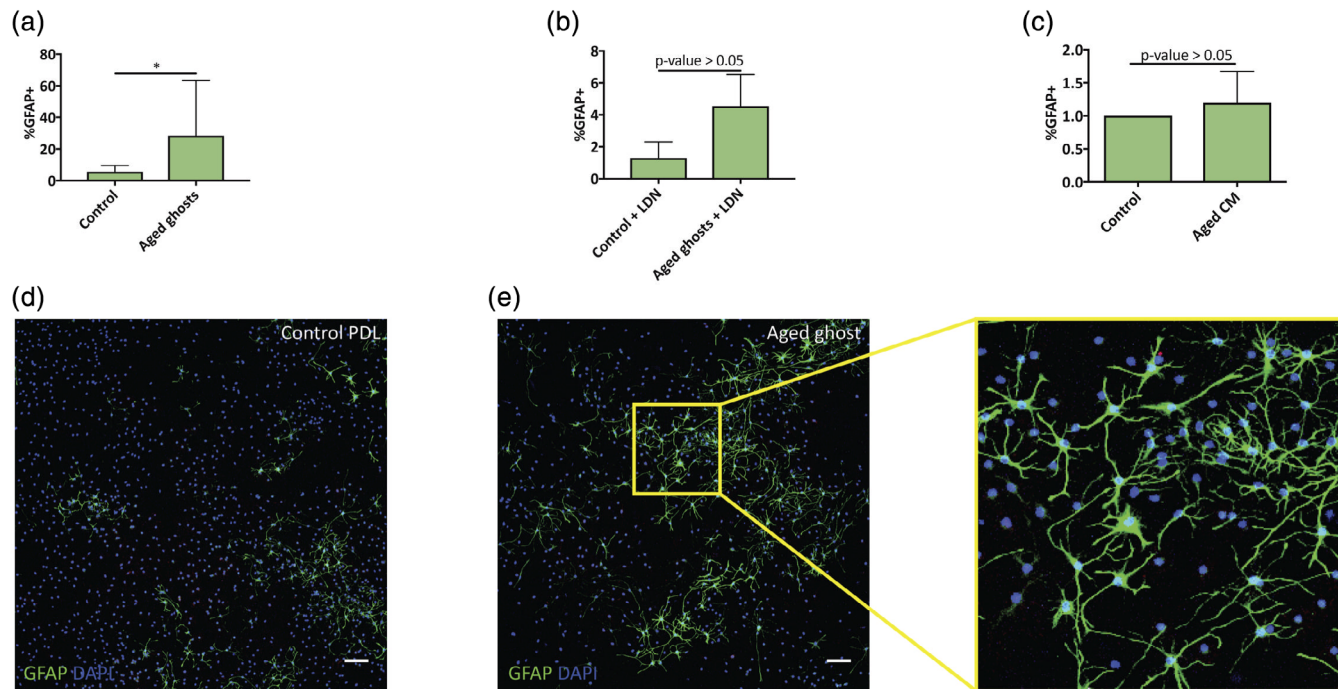 (a)
%GFAP+
80
60
40
20
0
*
Control
Aged ghosts
(b)
%GFAP+
8
6
4
2
0
p-value > 0.05
Control + LDN
Aged ghosts + LDN
(c)
%GFAP+
2.0
1.5
1.0
0.5
0.0
p-value > 0.05
Control
Aged CM
(d)
Control PDL
GFAP DAPI
(e)
Aged ghost
GFAP DAPI